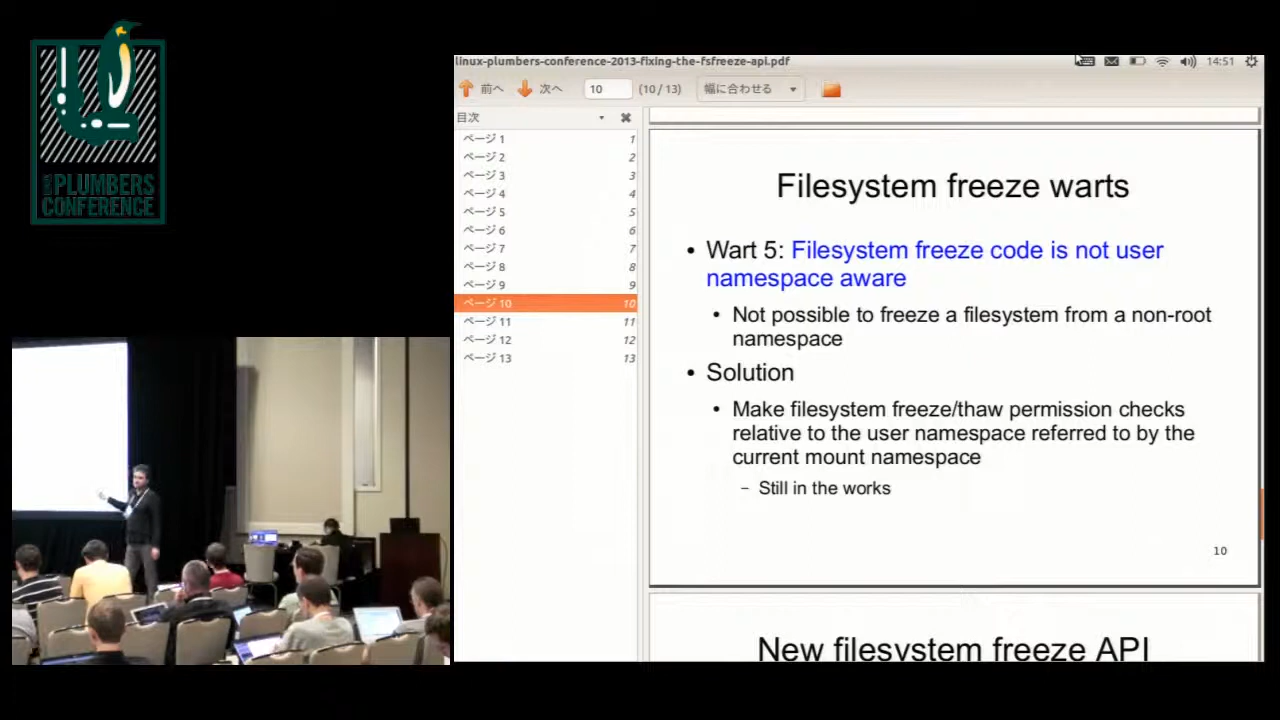 LINUX
PLUMBERS
CONFERENCE
linux-plumbers-conference-2013-fixing-the-fsfreeze-api.pdf
14:51
前へ
次へ
10
(10 / 13)
幅に合わせる
目次
ページ 1 1
ページ 2 2
ページ 3 3
ページ 4 4
ページ 5 5
ページ 6 6
ページ 7 7
ページ 8 8
ページ 9 9
ページ 10 10
ページ 11 11
ページ 12 12
ページ 13 13
Filesystem freeze warts
• Wart 5: Filesystem freeze code is not user
namespace aware
• Not possible to freeze a filesystem from a non-root
namespace
• Solution
• Make filesystem freeze/thaw permission checks
relative to the user namespace referred to by the
current mount namespace
– Still in the works
10
New filesystem freeze API